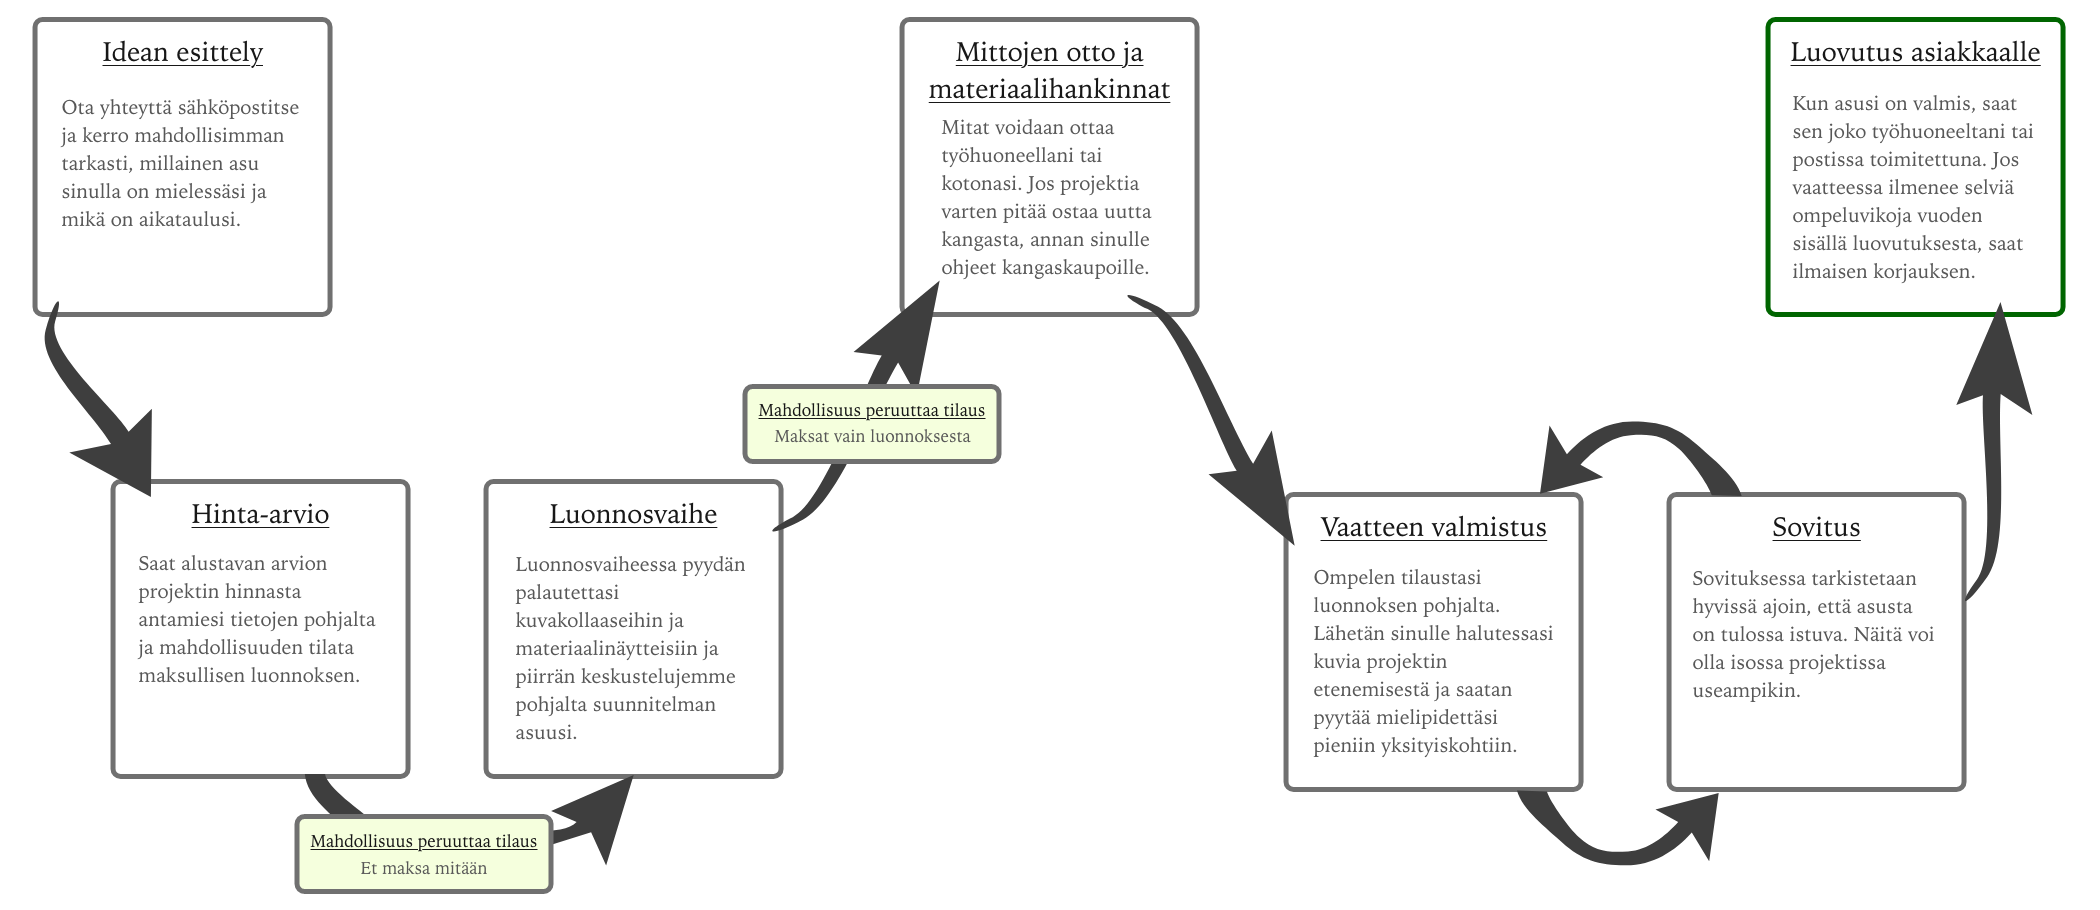 Idean esittely
Ota yhteyttä sähköpostitse
ja kerro mahdollisimman
tarkasti, millainen asu
sinulla on mielessäsi ja
mikä on aikataulusi.
Hinta-arvio
Saat alustavan arvion
projektin hinnasta
antamiesi tietojen pohjalta
ja mahdollisuuden tilata
maksullisen luonnoksen.
Mahdollisuus peruuttaa tilaus
Et maksa mitään
Luonnosvaihe
Luonnosvaiheessa pyydän
palautettasi
kuvakollaaseihin ja
materiaalinäytteisiin ja
piirrän keskustelujemme
pohjalta suunnitelman
asuusi.
Mahdollisuus peruuttaa tilaus
Maksat vain luonnoksesta
Mittojen otto ja
materiaalihankinnat
Mitat voidaan ottaa
työhuoneellani tai
kotonasi. Jos projektia
varten pitää ostaa uutta
kangasta, annan sinulle
ohjeet kangaskaupoille.
Vaatteen valmistus
Ompelen tilaustasi
luonnoksen pohjalta.
Lähetän sinulle halutessasi
kuvia projektin
etenemisestä ja saatan
pyytää mielipidettäsi
pieniin yksityiskohtiin.
Sovitus
Sovituksessa tarkistetaan
hyvissä ajoin, että asusta
on tulossa istuva. Näitä voi
olla isossa projektissa
useampikin.
Luovutus asiakkaalle
Kun asusi on valmis, saat
sen joko työhuoneeltani tai
postissa toimitettuna. Jos
vaatteessa ilmenee selviä
ompeluvikoja vuoden
sisällä luovutuksesta, saat
ilmaisen korjauksen.